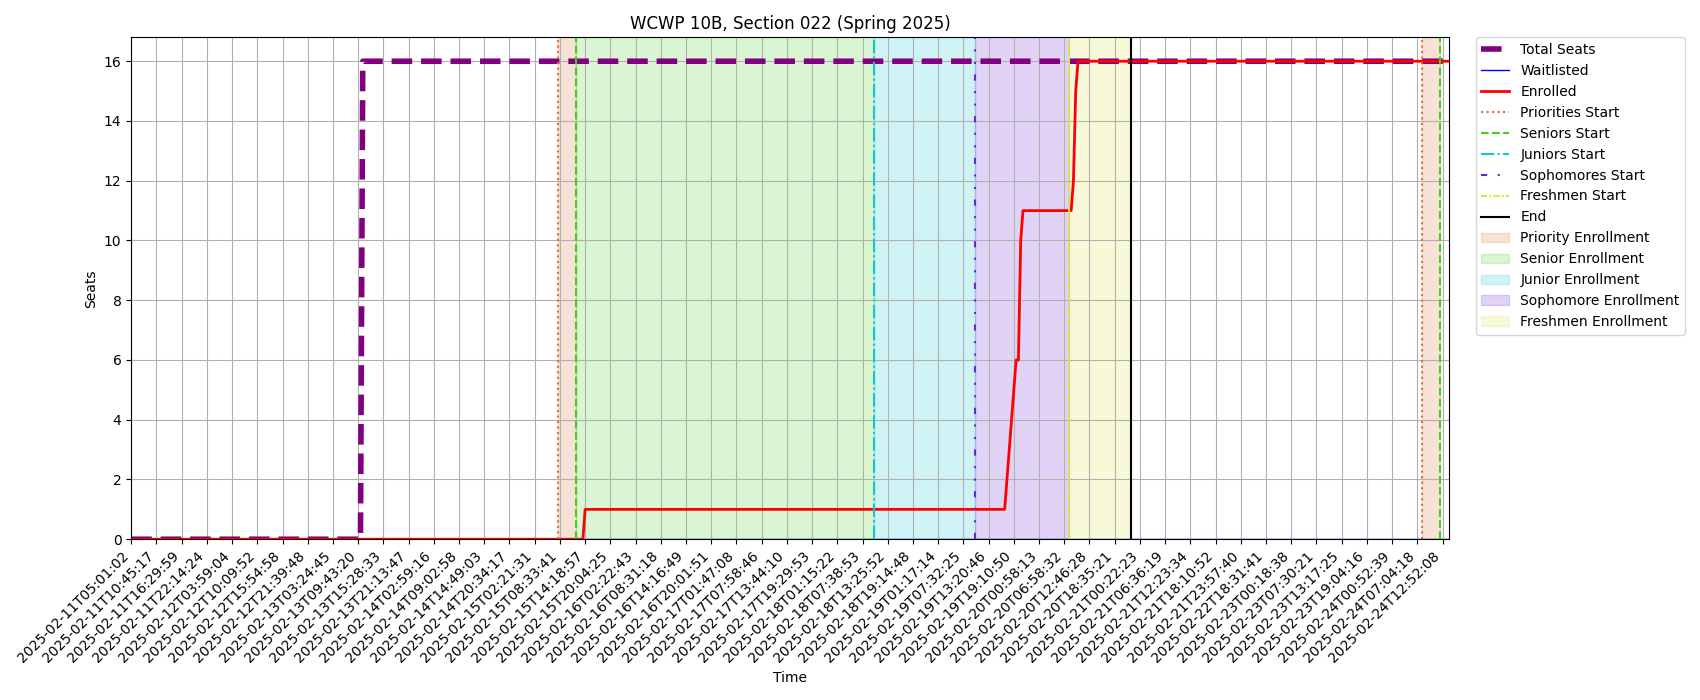 WCWP 10B, Section 022 (Spring 2025)
Seats
16
14
12
10
8
6
4
2
0
2025-02-11T05:01:02
2025-02-11T10:45:17
2025-02-11T16:29:59
2025-02-11T22:14:24
2025-02-12T03:59:04
2025-02-12T10:09:52
2025-02-12T15:54:58
2025-02-12T21:39:48
2025-02-13T03:24:45
2025-02-13T09:43:20
2025-02-13T15:28:33
2025-02-13T21:13:47
2025-02-14T02:59:16
2025-02-14T09:02:58
2025-02-14T14:49:03
2025-02-14T20:34:17
2025-02-15T02:21:31
2025-02-15T08:33:41
2025-02-15T14:18:57
2025-02-15T20:04:25
2025-02-16T02:22:43
2025-02-16T08:31:18
2025-02-16T14:16:49
2025-02-16T20:01:51
2025-02-17T01:47:08
2025-02-17T07:58:46
2025-02-17T13:44:10
2025-02-17T19:29:53
2025-02-18T01:15:22
2025-02-18T07:38:53
2025-02-18T13:25:52
2025-02-18T19:14:48
2025-02-19T01:17:14
2025-02-19T07:32:25
2025-02-19T13:20:46
2025-02-19T19:10:50
2025-02-20T00:58:13
2025-02-20T06:58:32
2025-02-20T12:46:28
2025-02-20T18:35:21
2025-02-21T00:22:23
2025-02-21T06:36:19
2025-02-21T12:23:34
2025-02-21T18:10:52
2025-02-21T23:57:40
2025-02-22T18:31:41
2025-02-23T00:18:38
2025-02-23T07:30:21
2025-02-23T13:17:25
2025-02-23T19:04:16
2025-02-24T00:52:39
2025-02-24T07:04:18
2025-02-24T12:52:08
Time
Total Seats
Waitlisted
Enrolled
Priorities Start
Seniors Start
Juniors Start
Sophomores Start
Freshmen Start
End
Priority Enrollment
Senior Enrollment
Junior Enrollment
Sophomore Enrollment
Freshmen Enrollment